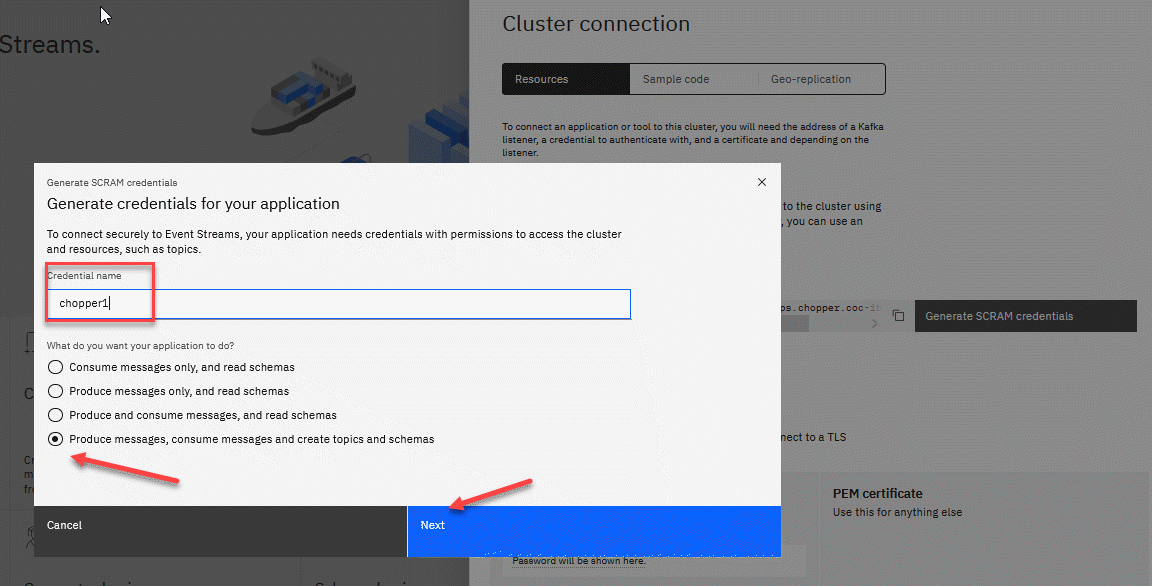 Streams.
Cluster connection
Resources
Sample code
Geo-replication
To connect an application or tool to this cluster, you will need the address of a Kafka
listener, a credential to authenticate with, and a certificate and depending on the
listener.
to the cluster using
, you can use an
ps.chopper.coc-
Generate SCRAM credentials
nect to a TLS
PEM certificate
Use this for anything else
Password will be shown here.
Generate SCRAM credentials
Generate credentials for your application
To connect securely to Event Streams, your application needs credentials with permissions to access the cluster
and resources, such as topics.
Credential name
chopper1
What do you want your application to do?
Consume messages only, and read schemas
Produce messages only, and read schemas
Produce and consume messages, and read schemas
Produce messages, consume messages and create topics and schemas
Cancel
Next